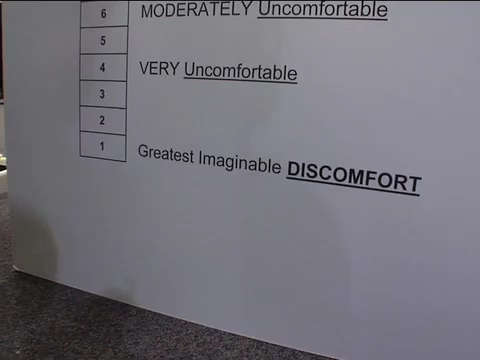 6 MODERATELY Uncomfortable
5
4 VERY Uncomfortable
3
2
1 Greatest Imaginable DISCOMFORT